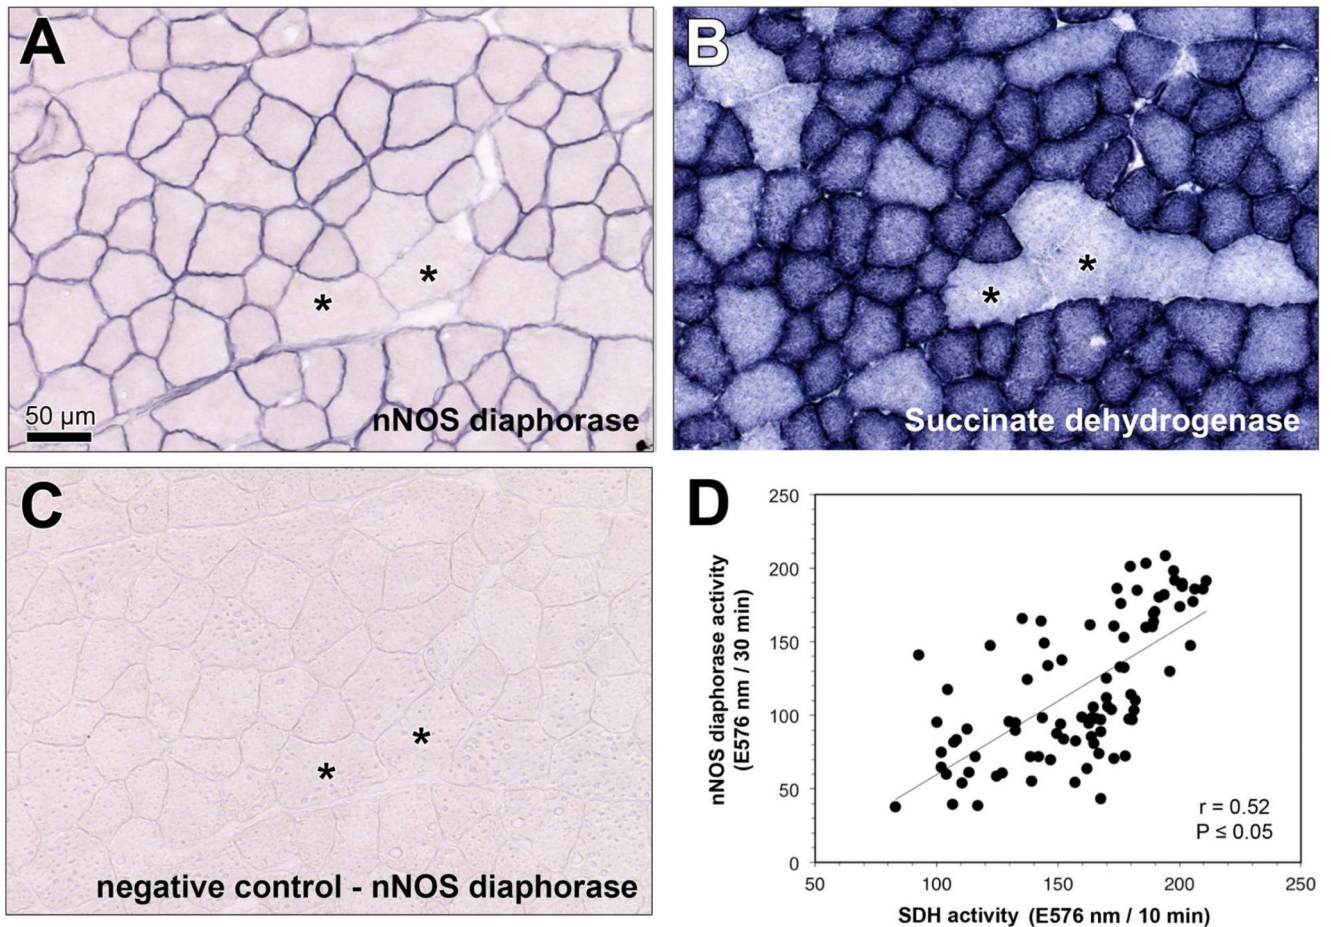 A
*
*
50 µm
nNOS diaphorase
B
*
*
Succinate dehydrogenase
C
*
*
negative control - nNOS diaphorase
D
nNOS diaphorase activity
(E576 nm / 30 min)
250
200
150
100
50
0
r = 0.52
P ≤ 0.05
50
100
150
200
250
SDH activity (E576 nm / 10 min)